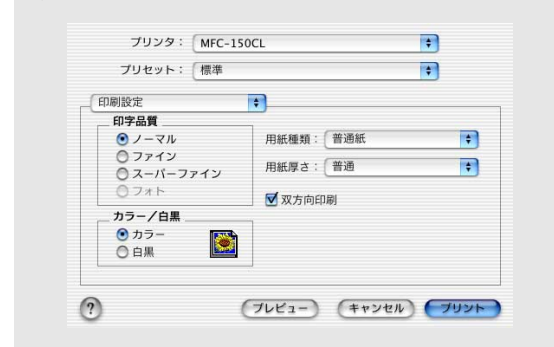 プリンタ： MFC-150CL
プリセット： 標準
印刷設定
印字品質
ノーマル
ファイン
スーパーファイン
フォト
用紙種類： 普通紙
用紙厚さ： 普通
双方向印刷
カラー／白黒
カラー
白黒
?
プレビュー キャンセル プリント